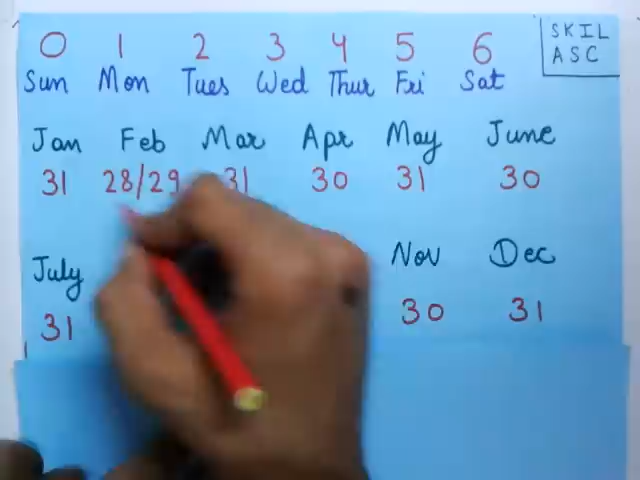 0 1 2 3 4 5 6
Sun Mon Tues Wed Thur Fri Sat
SKIL
ASC
Jan Feb Mar Apr May June
31 28/29 31 30 31 30
July Nov Dec
31 30 31